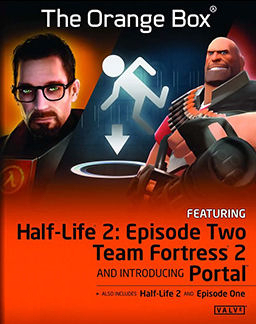 The Orange Box®
FEATURING
Half-Life 2: Episode Two
Team Fortress 2
AND INTRODUCING Portal
ALSO INCLUDES Half-Life 2 AND Episode One
VALVE